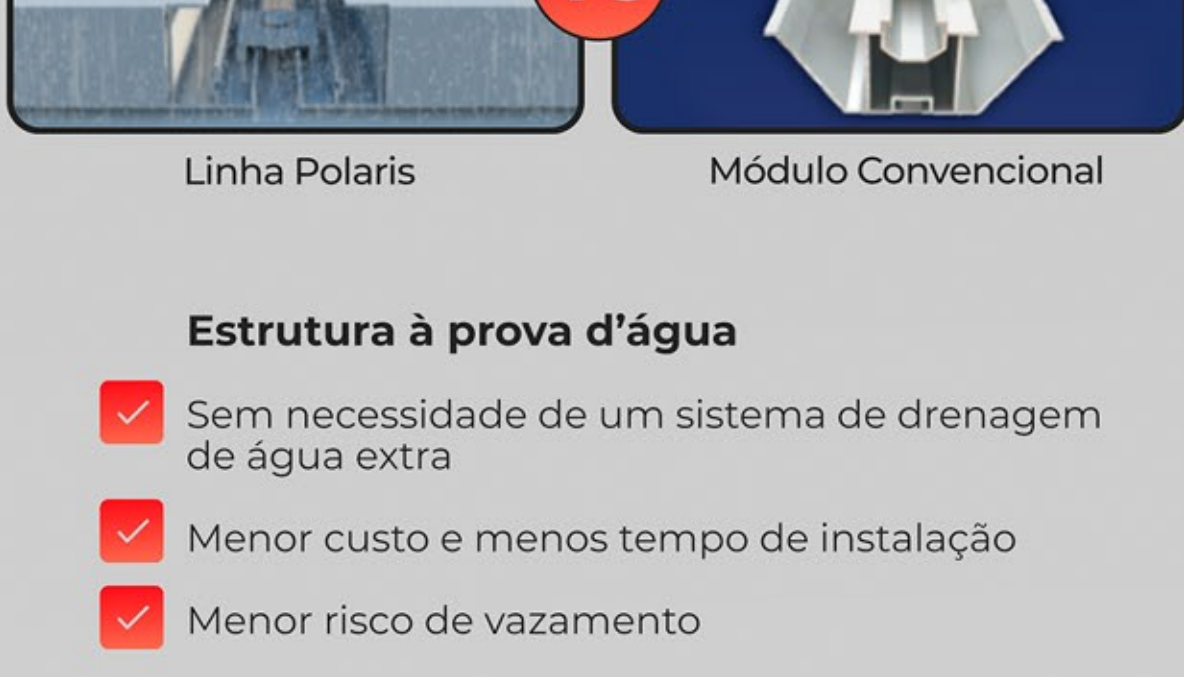 Linha Polaris
Módulo Convencional
Estrutura à prova d’água
Sem necessidade de um sistema de drenagem
de água extra
Menor custo e menos tempo de instalação
Menor risco de vazamento